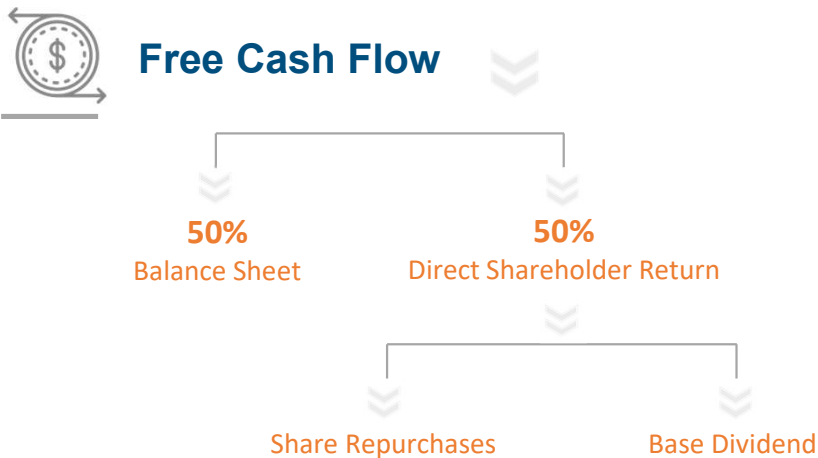 $
Free Cash Flow
50%
Balance Sheet
50%
Direct Shareholder Return
Share Repurchases
Base Dividend